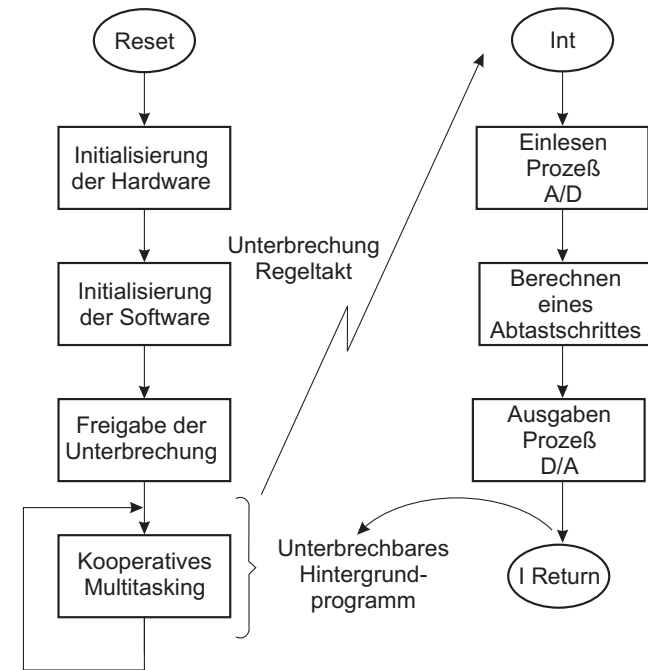 Reset
Initialisierung
der Hardware
Initialisierung
der Software
Freigabe der
Unterbrechung
Kooperatives
Multitasking
Unterbrechung
Regeltakt
Unterbrechbares
Hintergrund-
programm
Int
Einlesen
Prozeß
A/D
Berechnen
eines
Abtastschrittes
Ausgaben
Prozeß
D/A
I Return